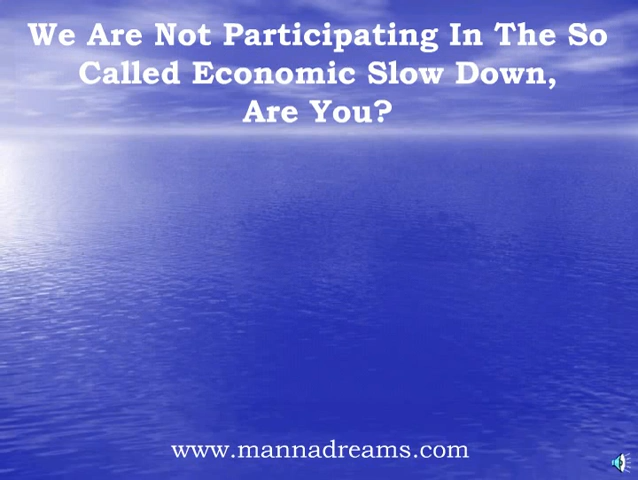 We Are Not Participating In The So
Called Economic Slow Down,
Are You?
www.mannadreams.com